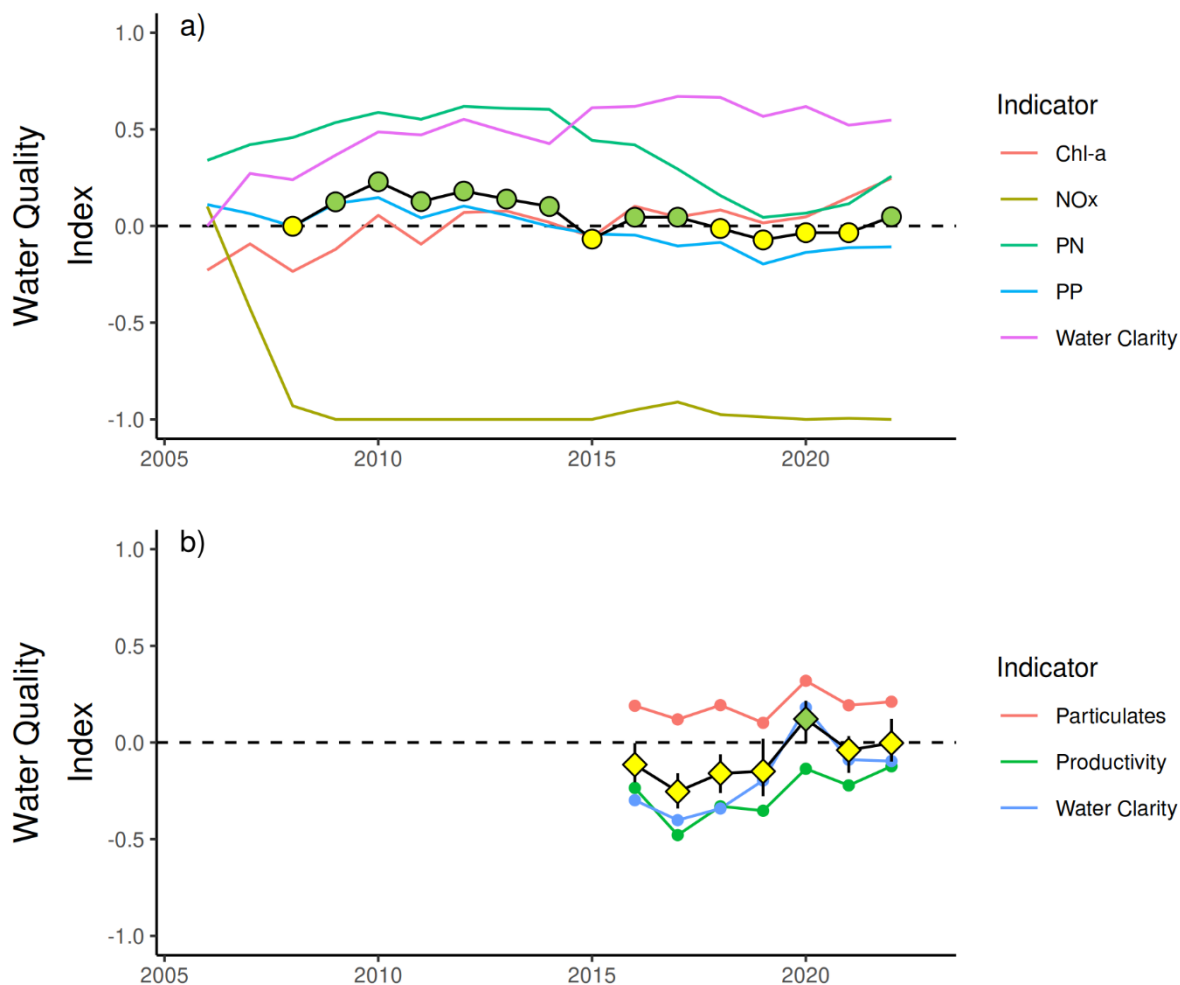 a)
Water Quality
Index
1.0
0.5
0.0
-0.5
-1.0
2005
2010
2015
2020
Indicator
Chl-a
NOx
PN
PP
Water Clarity
b)
Water Quality
Index
1.0
0.5
0.0
-0.5
-1.0
2005
2010
2015
2020
Indicator
Particulates
Productivity
Water Clarity